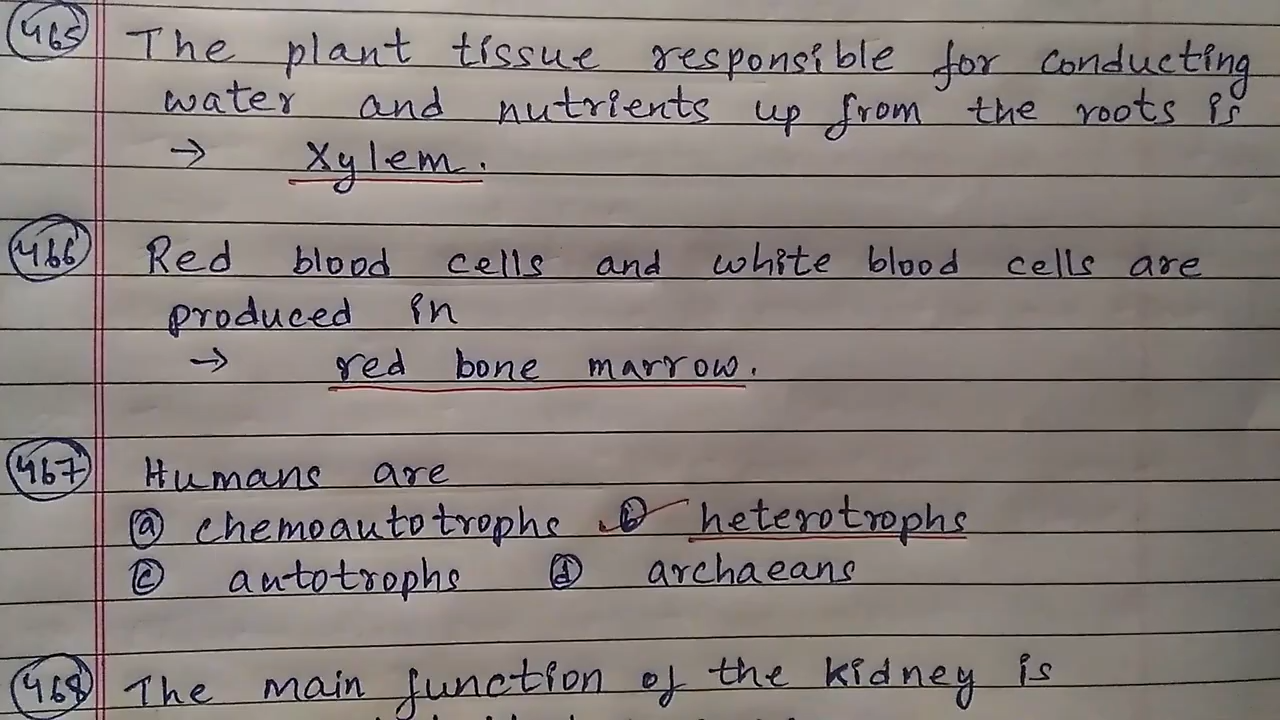 465 The plant tissue responsible for conducting
water and nutrients up from the roots is
→ Xylem.
466 Red blood cells and white blood cells are
produced in
→ red bone marrow.
467 Humans are
a chemoautotrophs b heterotrophs
c autotrophs d archaeans
468 The main function of the kidney is